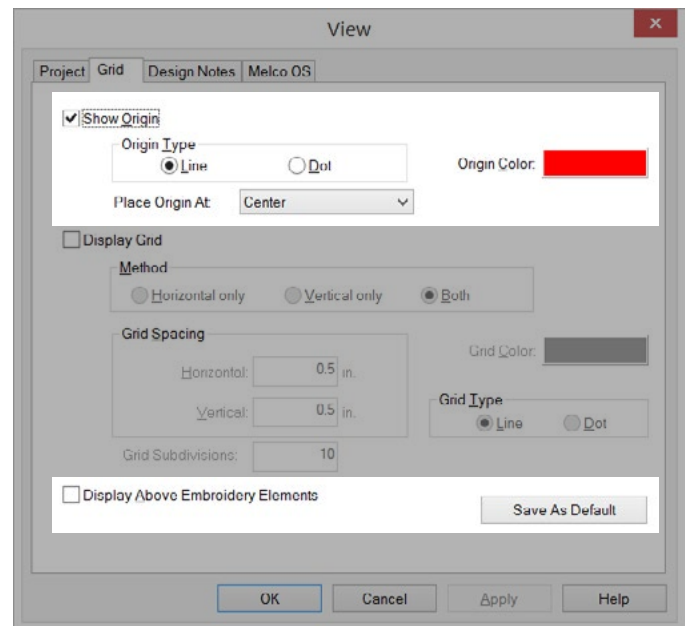 View
Project Grid Design Notes Melco OS
Show Origin
Origin Type
Line Dot Origin Color:
Place Origin At: Center
Display Grid
Method
Horizontal only Vertical only Both
Grid Spacing
Grid Color:
Horizontal: 0.5 in.
Grid Type
Vertical: 0.5 in. Line Dot
Grid Subdivisions: 10
Display Above Embroidery Elements
Save As Default
OK Cancel Apply Help